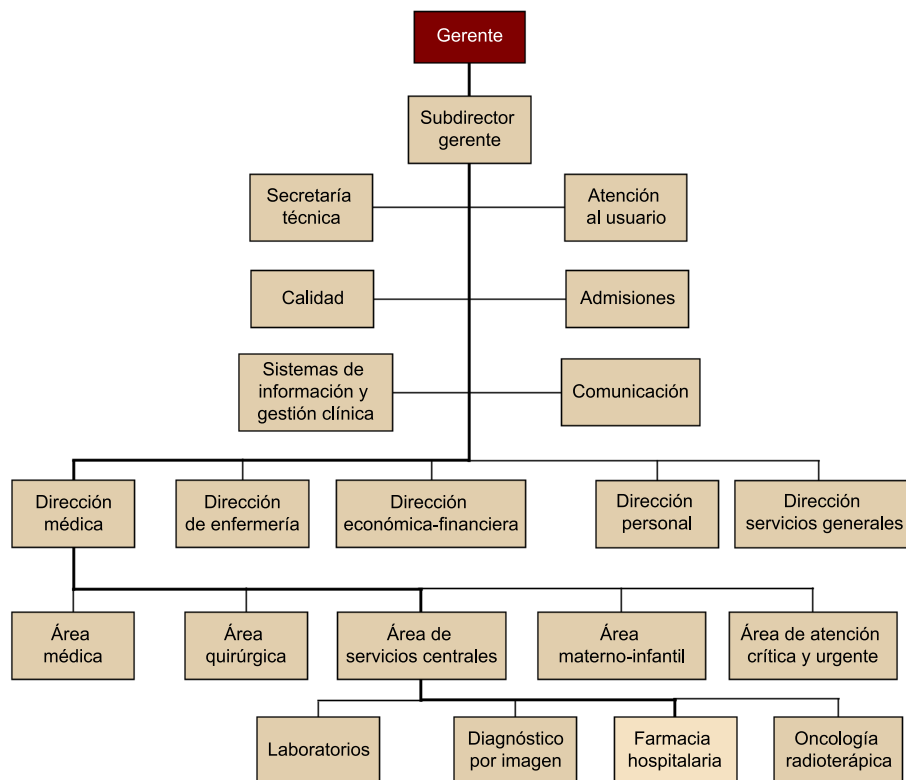 Gerente
Subdirector
gerente
Secretaría
técnica
Atención
al usuario
Calidad
Admisiones
Sistemas de
información y
gestión clínica
Comunicación
Dirección
médica
Dirección
de enfermería
Dirección
económica-financiera
Dirección
personal
Dirección
servicios generales
Área
médica
Área
quirúrgica
Área de
servicios centrales
Área
materno-infantil
Área de atención
crítica y urgente
Laboratorios
Diagnóstico
por imagen
Farmacia
hospitalaria
Oncología
radioterápica